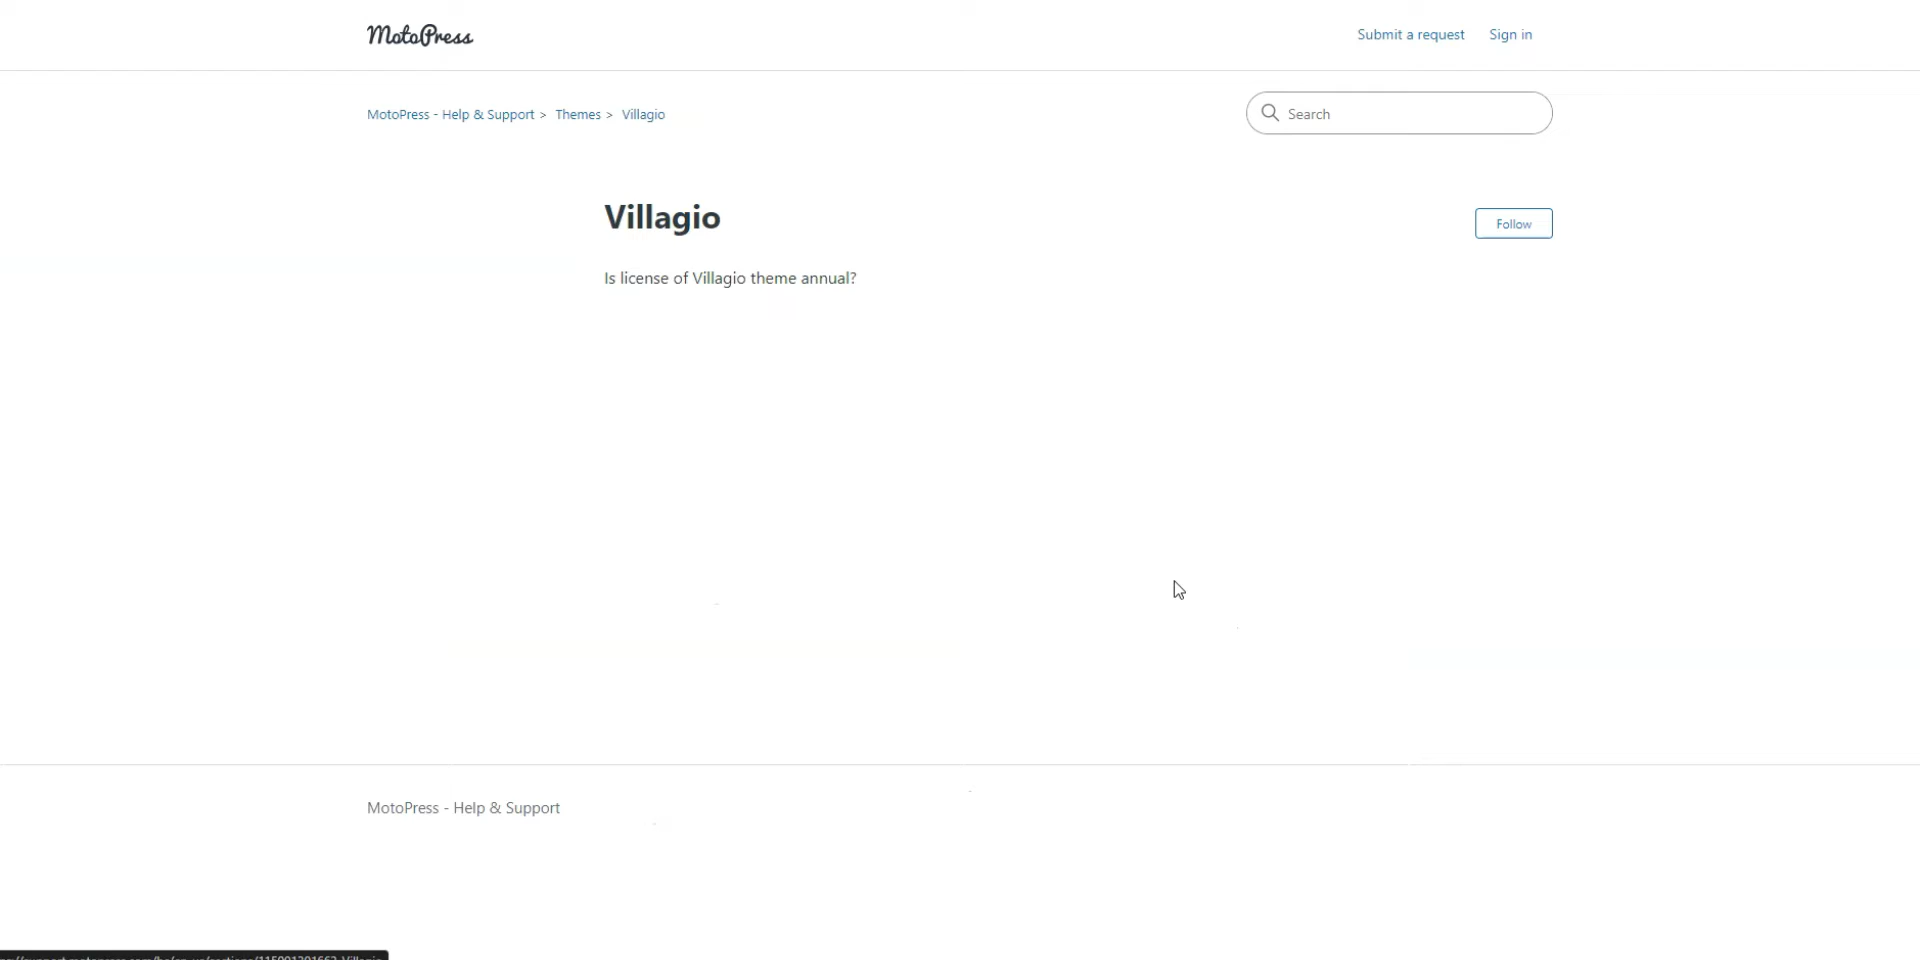 MotoPress
Submit a request
Sign in
MotoPress - Help & Support > Themes > Villagio
Search
Villagio
Follow
Is license of Villagio theme annual?
MotoPress - Help & Support